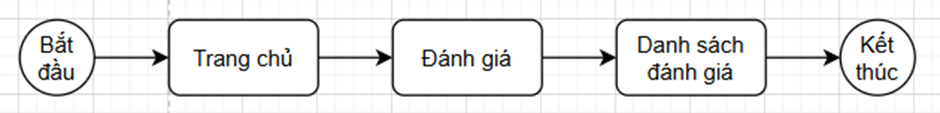 Bắt
đầu
Trang chủ
Đánh giá
Danh sách
đánh giá
Kết
thúc